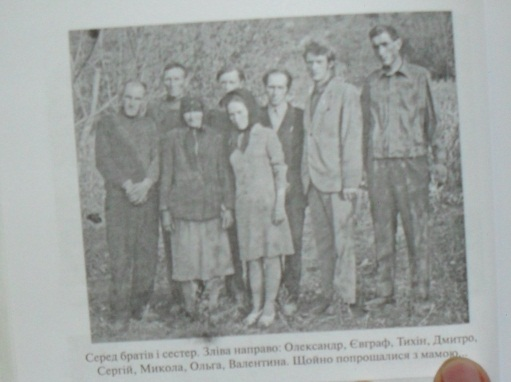 Серед братів і сестер. Зліва направо: Олександр, Євграф, Тихін, Дмитро,
Сергій, Микола, Ольга, Валентина. Щойно попрощалися з мамою...